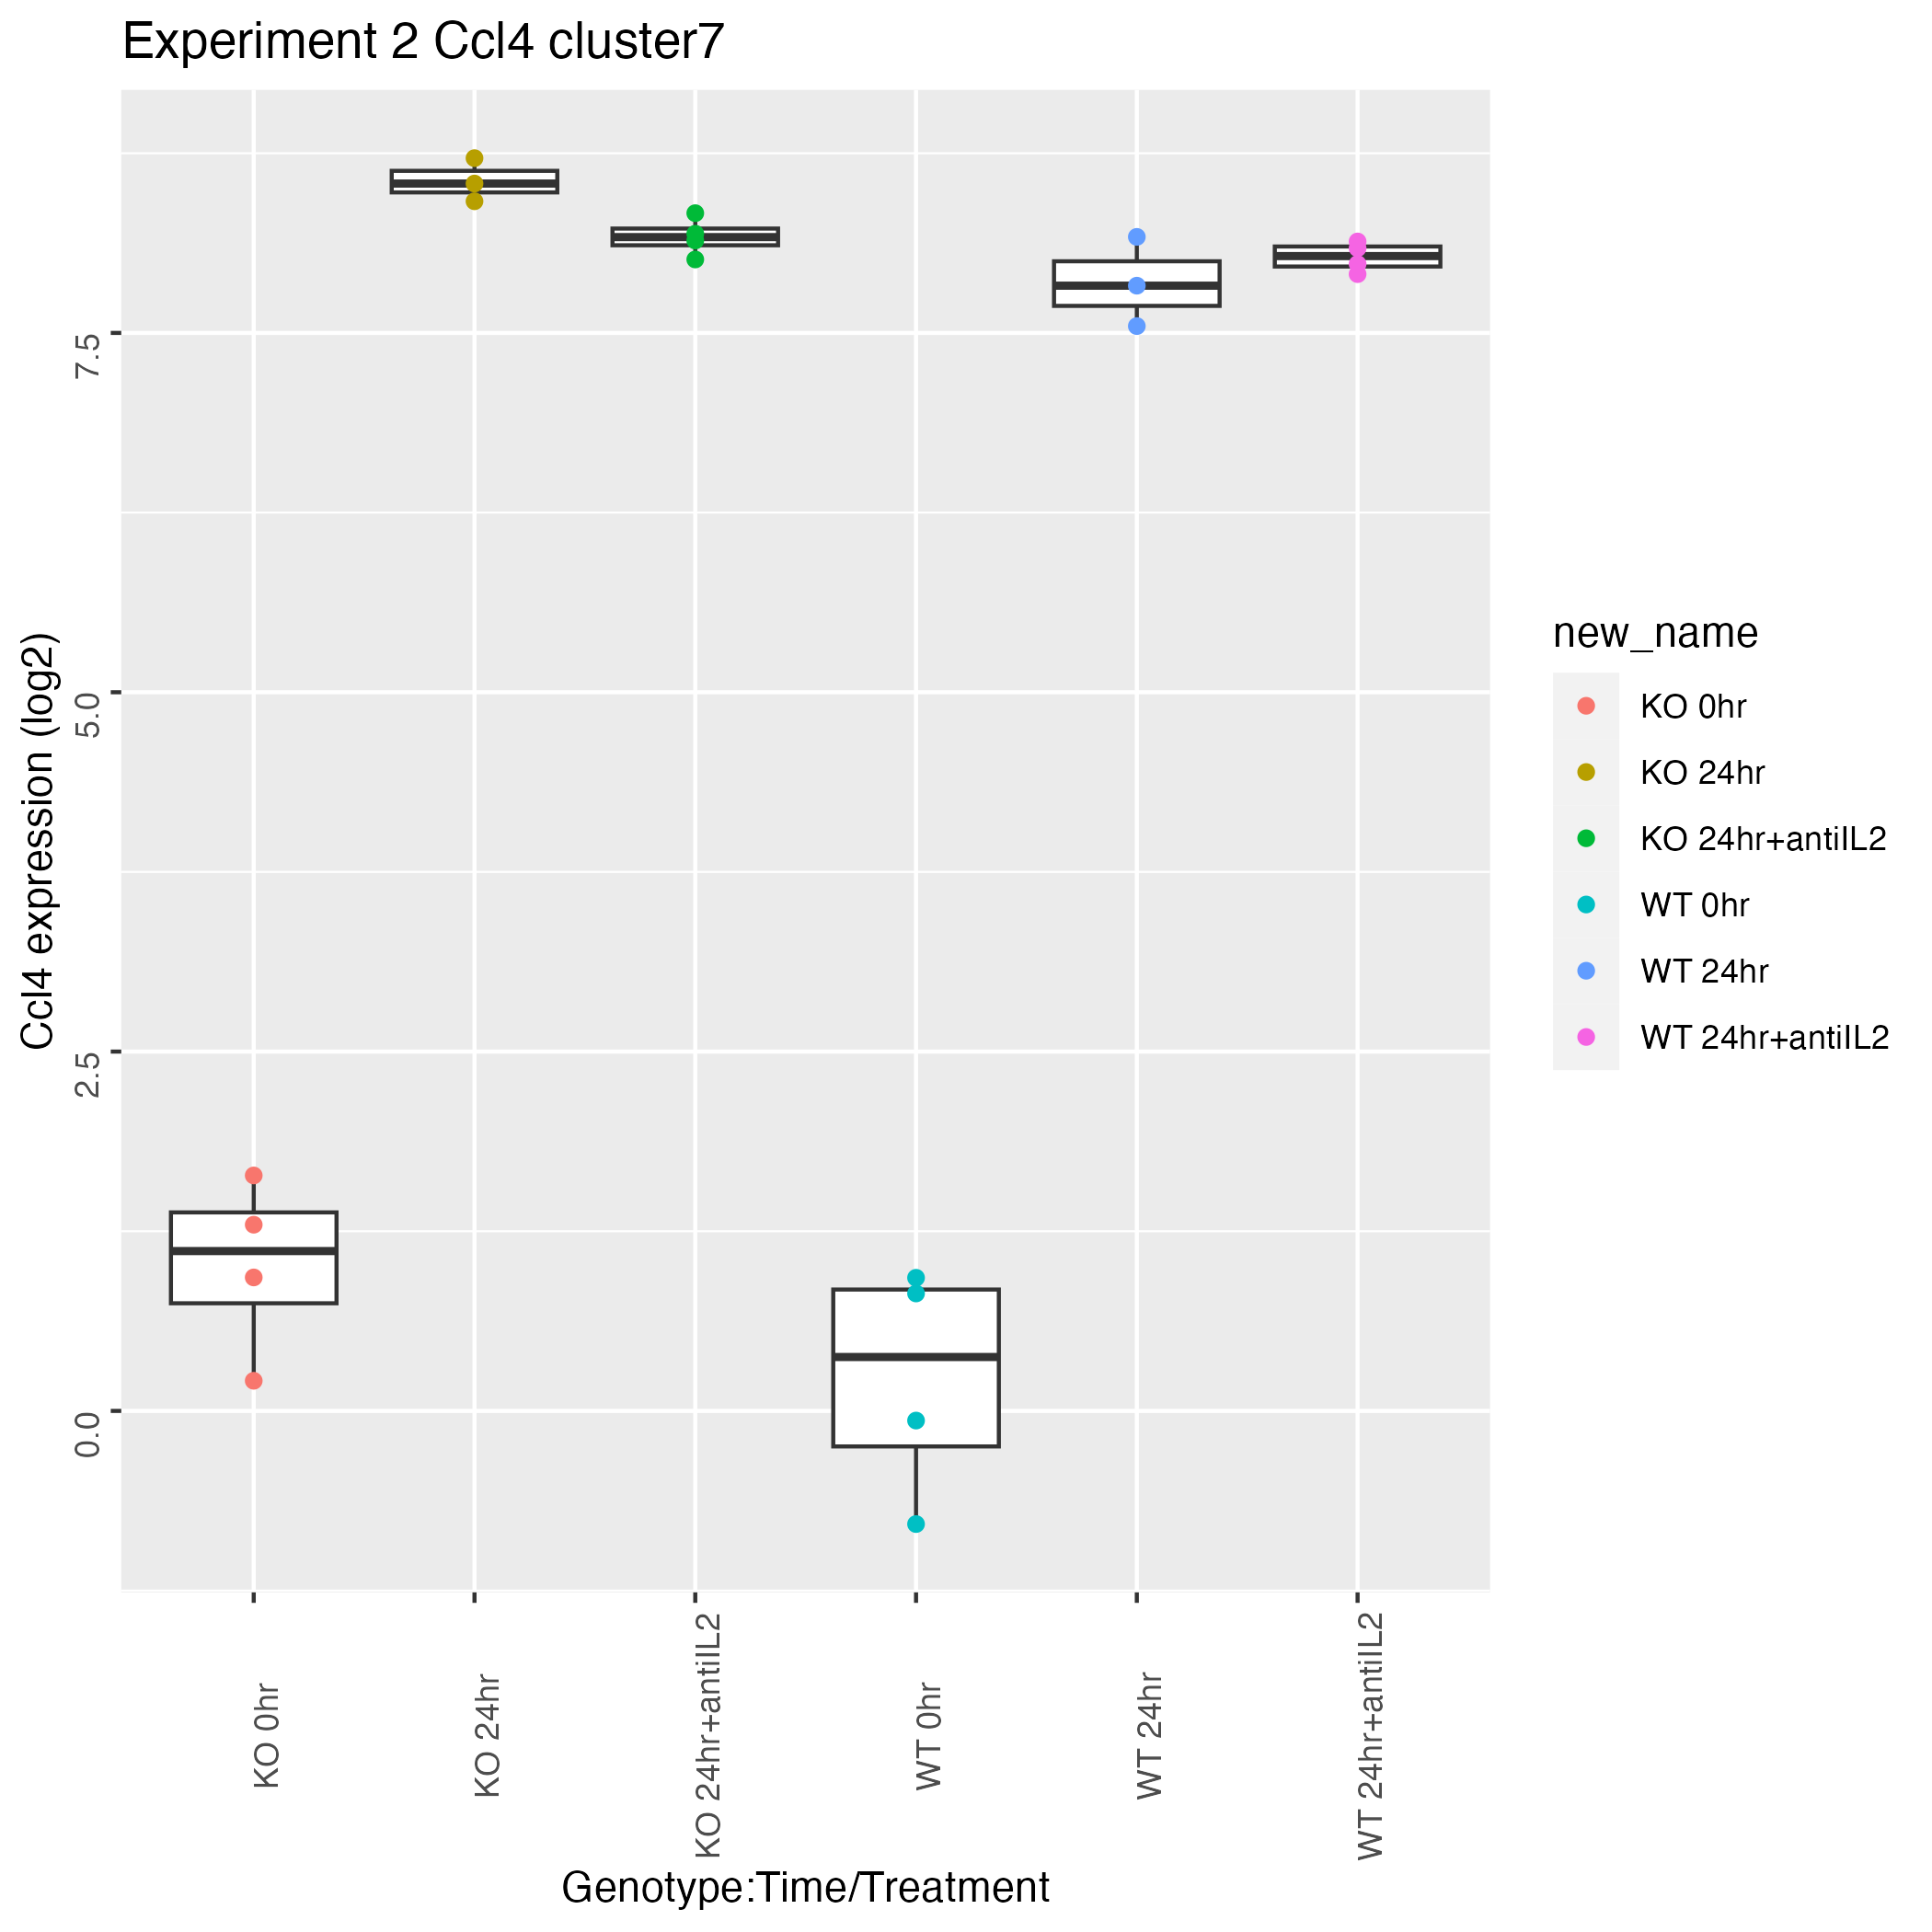 Experiment 2 Ccl4 cluster7
Ccl4 expression (log2)
7.5
5.0
2.5
0.0
KO 0hr
KO 24hr
KO 24hr+antiIL2
WT 0hr
WT 24hr
WT 24hr+antiIL2
Genotype:Time/Treatment
new_name
KO 0hr
KO 24hr
KO 24hr+antiIL2
WT 0hr
WT 24hr
WT 24hr+antiIL2